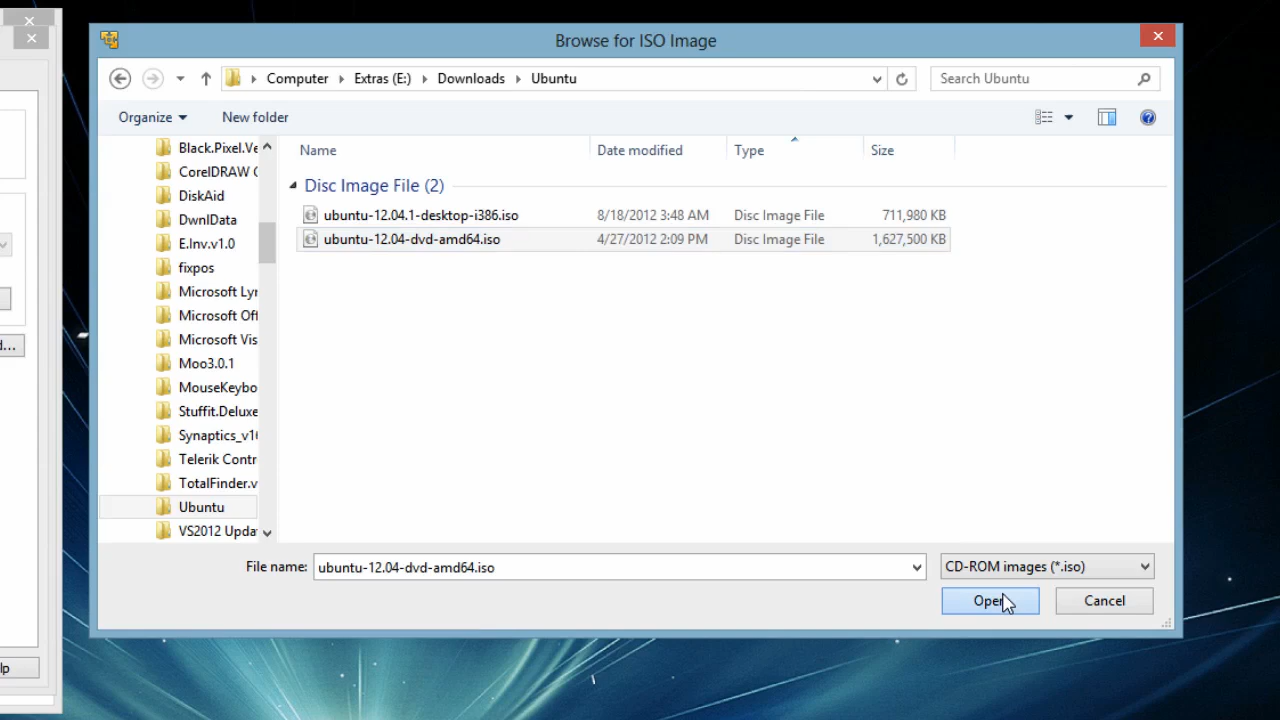 Browse for ISO Image
Computer Extras (E:) Downloads Ubuntu
Search Ubuntu
Organize New folder
Name Date modified Type Size
Disc Image File (2)
ubuntu-12.04.1-desktop-i386.iso 8/18/2012 3:48 AM Disc Image File 711,980 KB
ubuntu-12.04-dvd-amd64.iso 4/27/2012 2:09 PM Disc Image File 1,627,500 KB
Black.Pixel.Ve
CorelDRAW
DiskAid
DwnlData
E.Inv.v1.0
fixpos
Microsoft Lyr
Microsoft Of
Microsoft Vis
Moo3.0.1
MouseKeybo
Stuffit.Deluxe
Synaptics_v1
Telerik Contr
TotalFinder.v
Ubuntu
VS2012 Upda
d...
lp
File name: ubuntu-12.04-dvd-amd64.iso CD-ROM images (*.iso)
Open Cancel